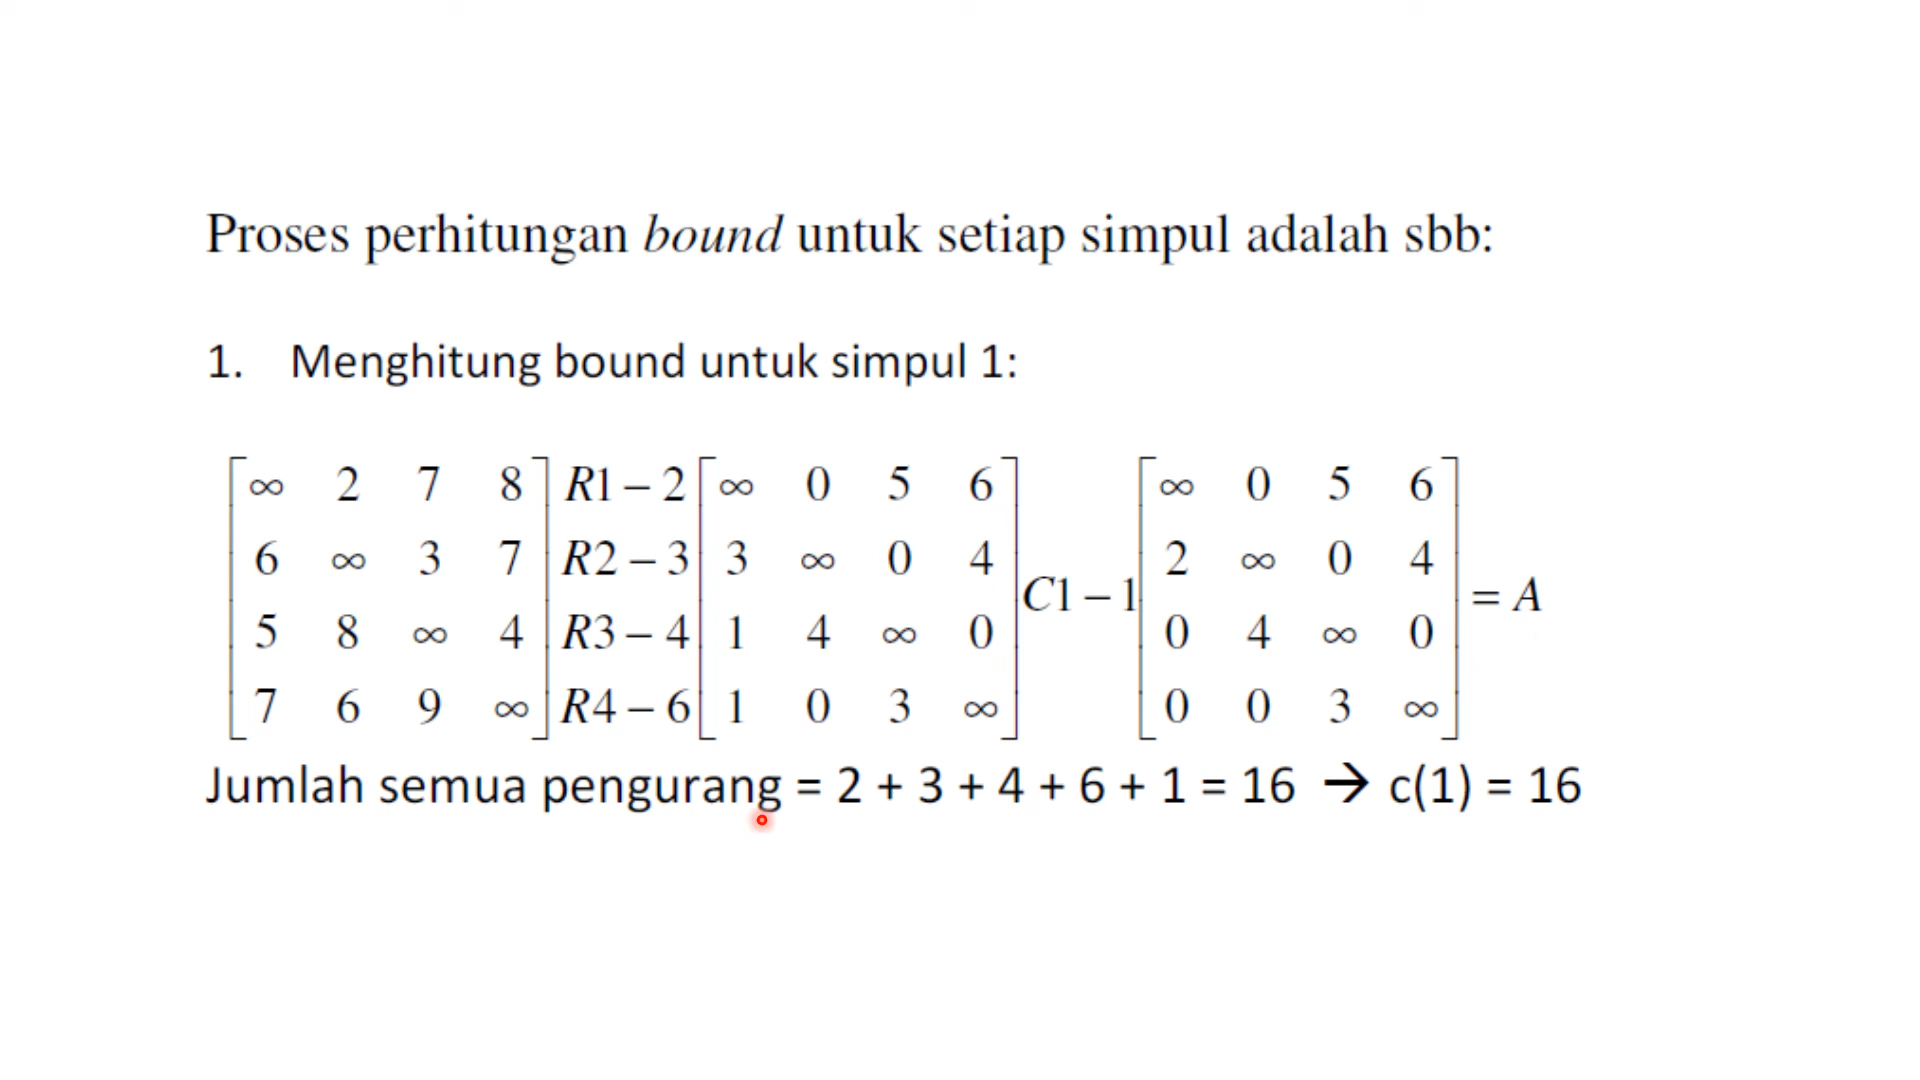 Proses perhitungan bound untuk setiap simpul adalah sbb:
1. Menghitung bound untuk simpul 1:
∞ 2 7 8 R1 – 2 ∞ 0 5 6 ∞ 0 5 6
6 ∞ 3 7 R2 – 3 3 ∞ 0 4 2 ∞ 0 4
C1 – 1 = A
5 8 ∞ 4 R3 – 4 1 4 ∞ 0 0 4 ∞ 0
7 6 9 ∞ R4 – 6 1 0 3 ∞ 0 0 3 ∞
Jumlah semua pengurang = 2 + 3 + 4 + 6 + 1 = 16 → c(1) = 16